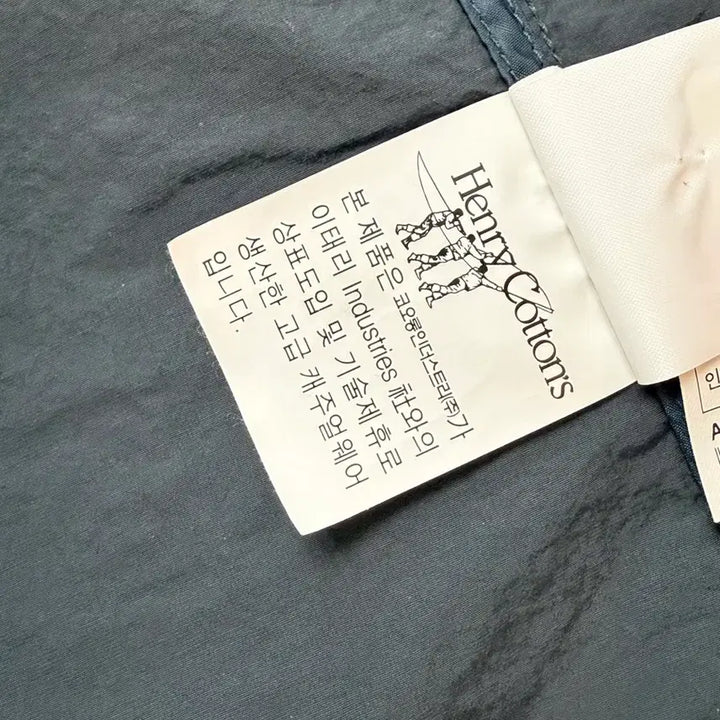 Henry Cotton's
본 제품은 코오롱인더스트리(주)가
이태리 Industries 社와의
상표도입 및 기술제휴로
생산한 고급 캐주얼웨어
입니다.
인
A